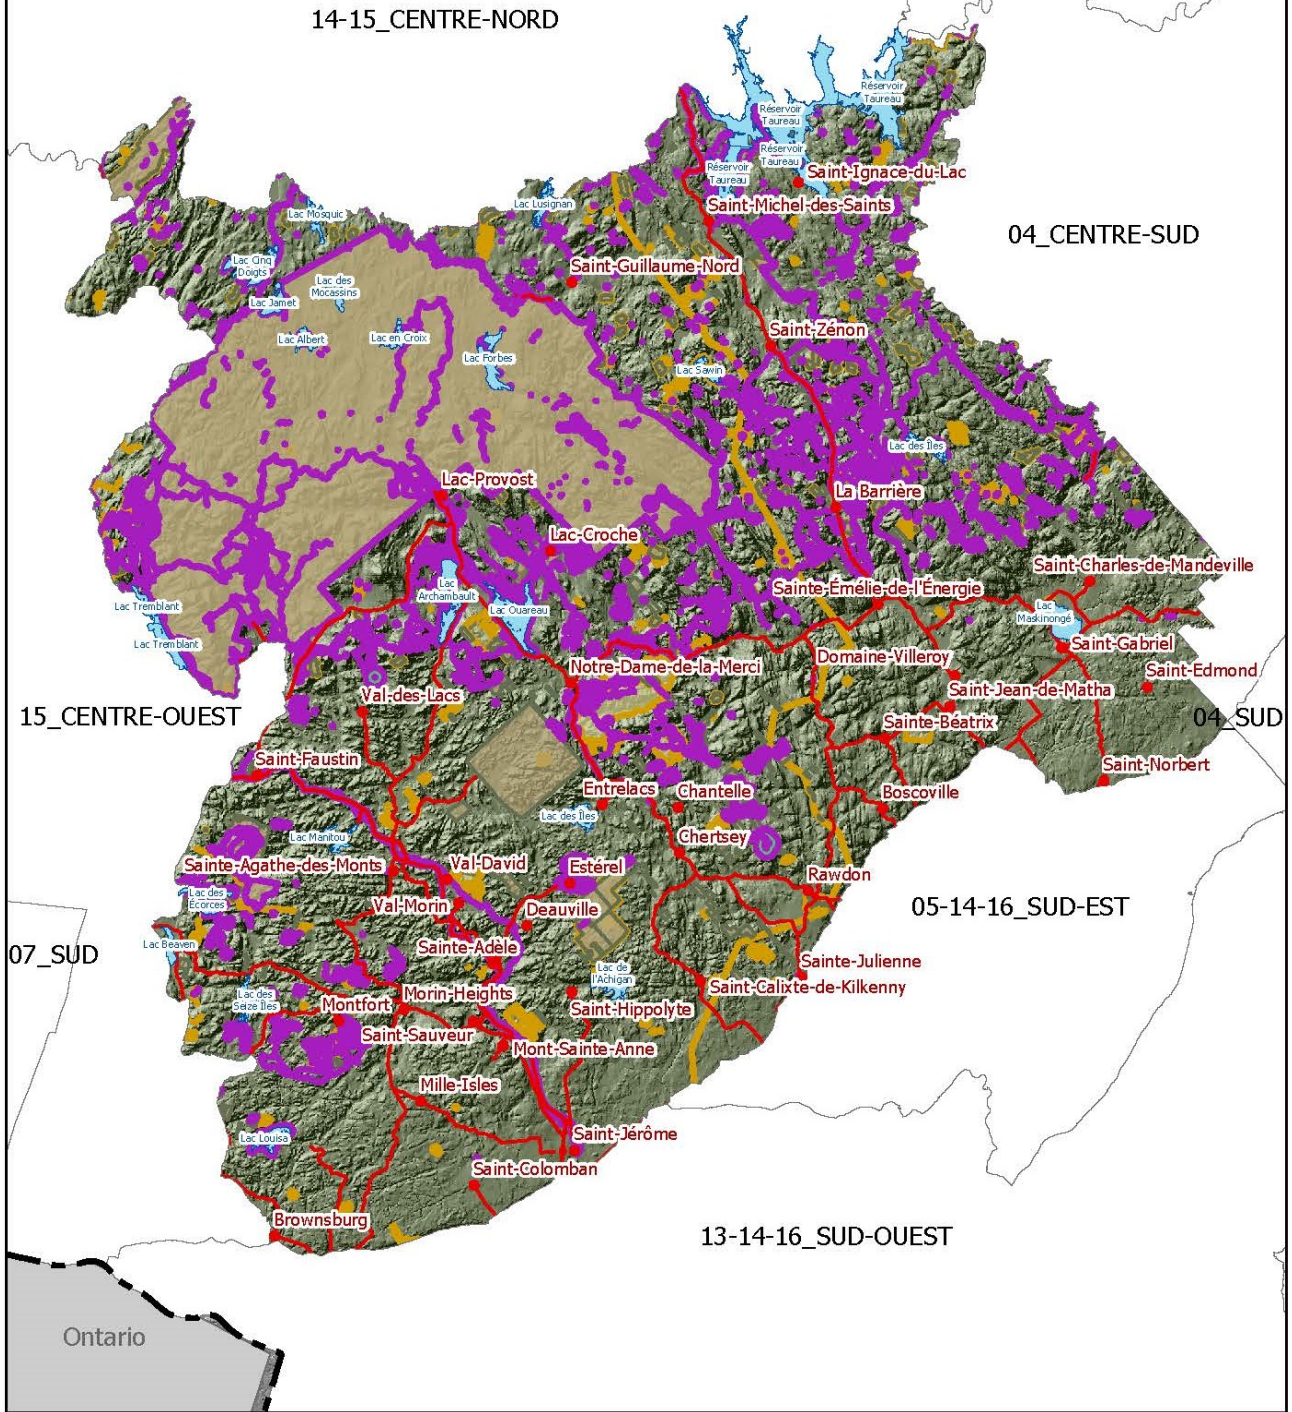 14-15_CENTRE-NORD
Réservoir
Taureau
Réservoir
Taureau
Réservoir
Taureau
Réservoir
Taureau
Saint-Ignace-du-Lac
Lac Lusignan
Saint-Michel-des-Saints
Lac Mosquic
04_CENTRE-SUD
Lac Cinq
Doigts
Saint-Guillaume-Nord
Lac des
Mocassins
Lac Jamet
Saint-Zénon
Lac Albert
Lac en Croix
Lac Forbes
Lac Sawin
Lac des Îles
Lac-Provost
La Barrière
Lac-Croche
Saint-Charles-de-Mandeville
Lac
Archambault
Sainte-Émélie-de-l'Énergie
Lac Tremblant
Lac Ouareau
Lac
Maskinongé
Lac Tremblant
Saint-Gabriel
Domaine-Villeroy
Notre-Dame-de-la-Merci
Saint-Edmond
Val-des-Lacs
Saint-Jean-de-Matha
15_CENTRE-OUEST
04_SUD
Sainte-Béatrix
Saint-Faustin
Saint-Norbert
Entrelacs
Chantelle
Boscoville
Lac des Îles
Lac Manitou
Chertsey
Sainte-Agathe-des-Monts
Val-David
Estérel
Rawdon
Lac des
Écorces
Val-Morin
Deauville
05-14-16_SUD-EST
Lac Beaven
Sainte-Adèle
07_SUD
Sainte-Julienne
Lac de
l'Achigan
Saint-Calixte-de-Kilkenny
Lac des
Seize Îles
Morin-Heights
Montfort
Saint-Hippolyte
Saint-Sauveur
Mont-Sainte-Anne
Mille-Isles
Lac Louisa
Saint-Jérôme
Saint-Colomban
Brownsburg
13-14-16_SUD-OUEST
Ontario